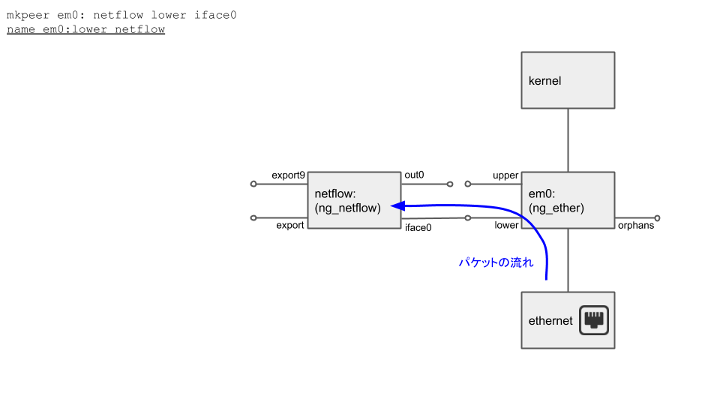 mkpeer em0: netflow lower iface0
name em0:lower netflow
kernel
export9
out0
upper
netflow:
(ng_netflow)
em0:
(ng_ether)
export
iface0
lower
orphans
パケットの流れ
ethernet